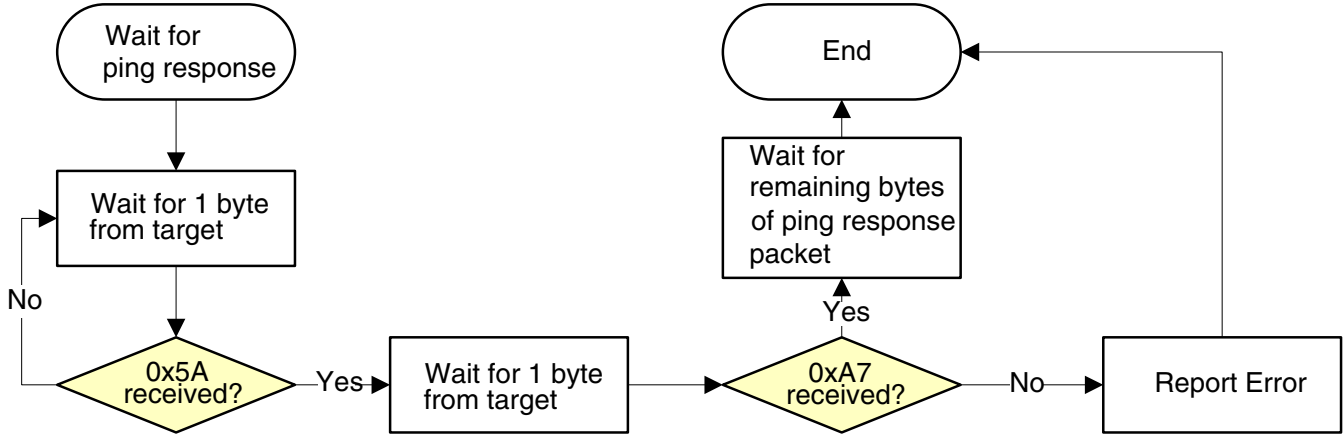 Wait for
ping response
Wait for 1 byte
from target
No
0x5A
received?
Yes
Wait for 1 byte
from target
0xA7
received?
Yes
Wait for
remaining bytes
of ping response
packet
End
No
Report Error